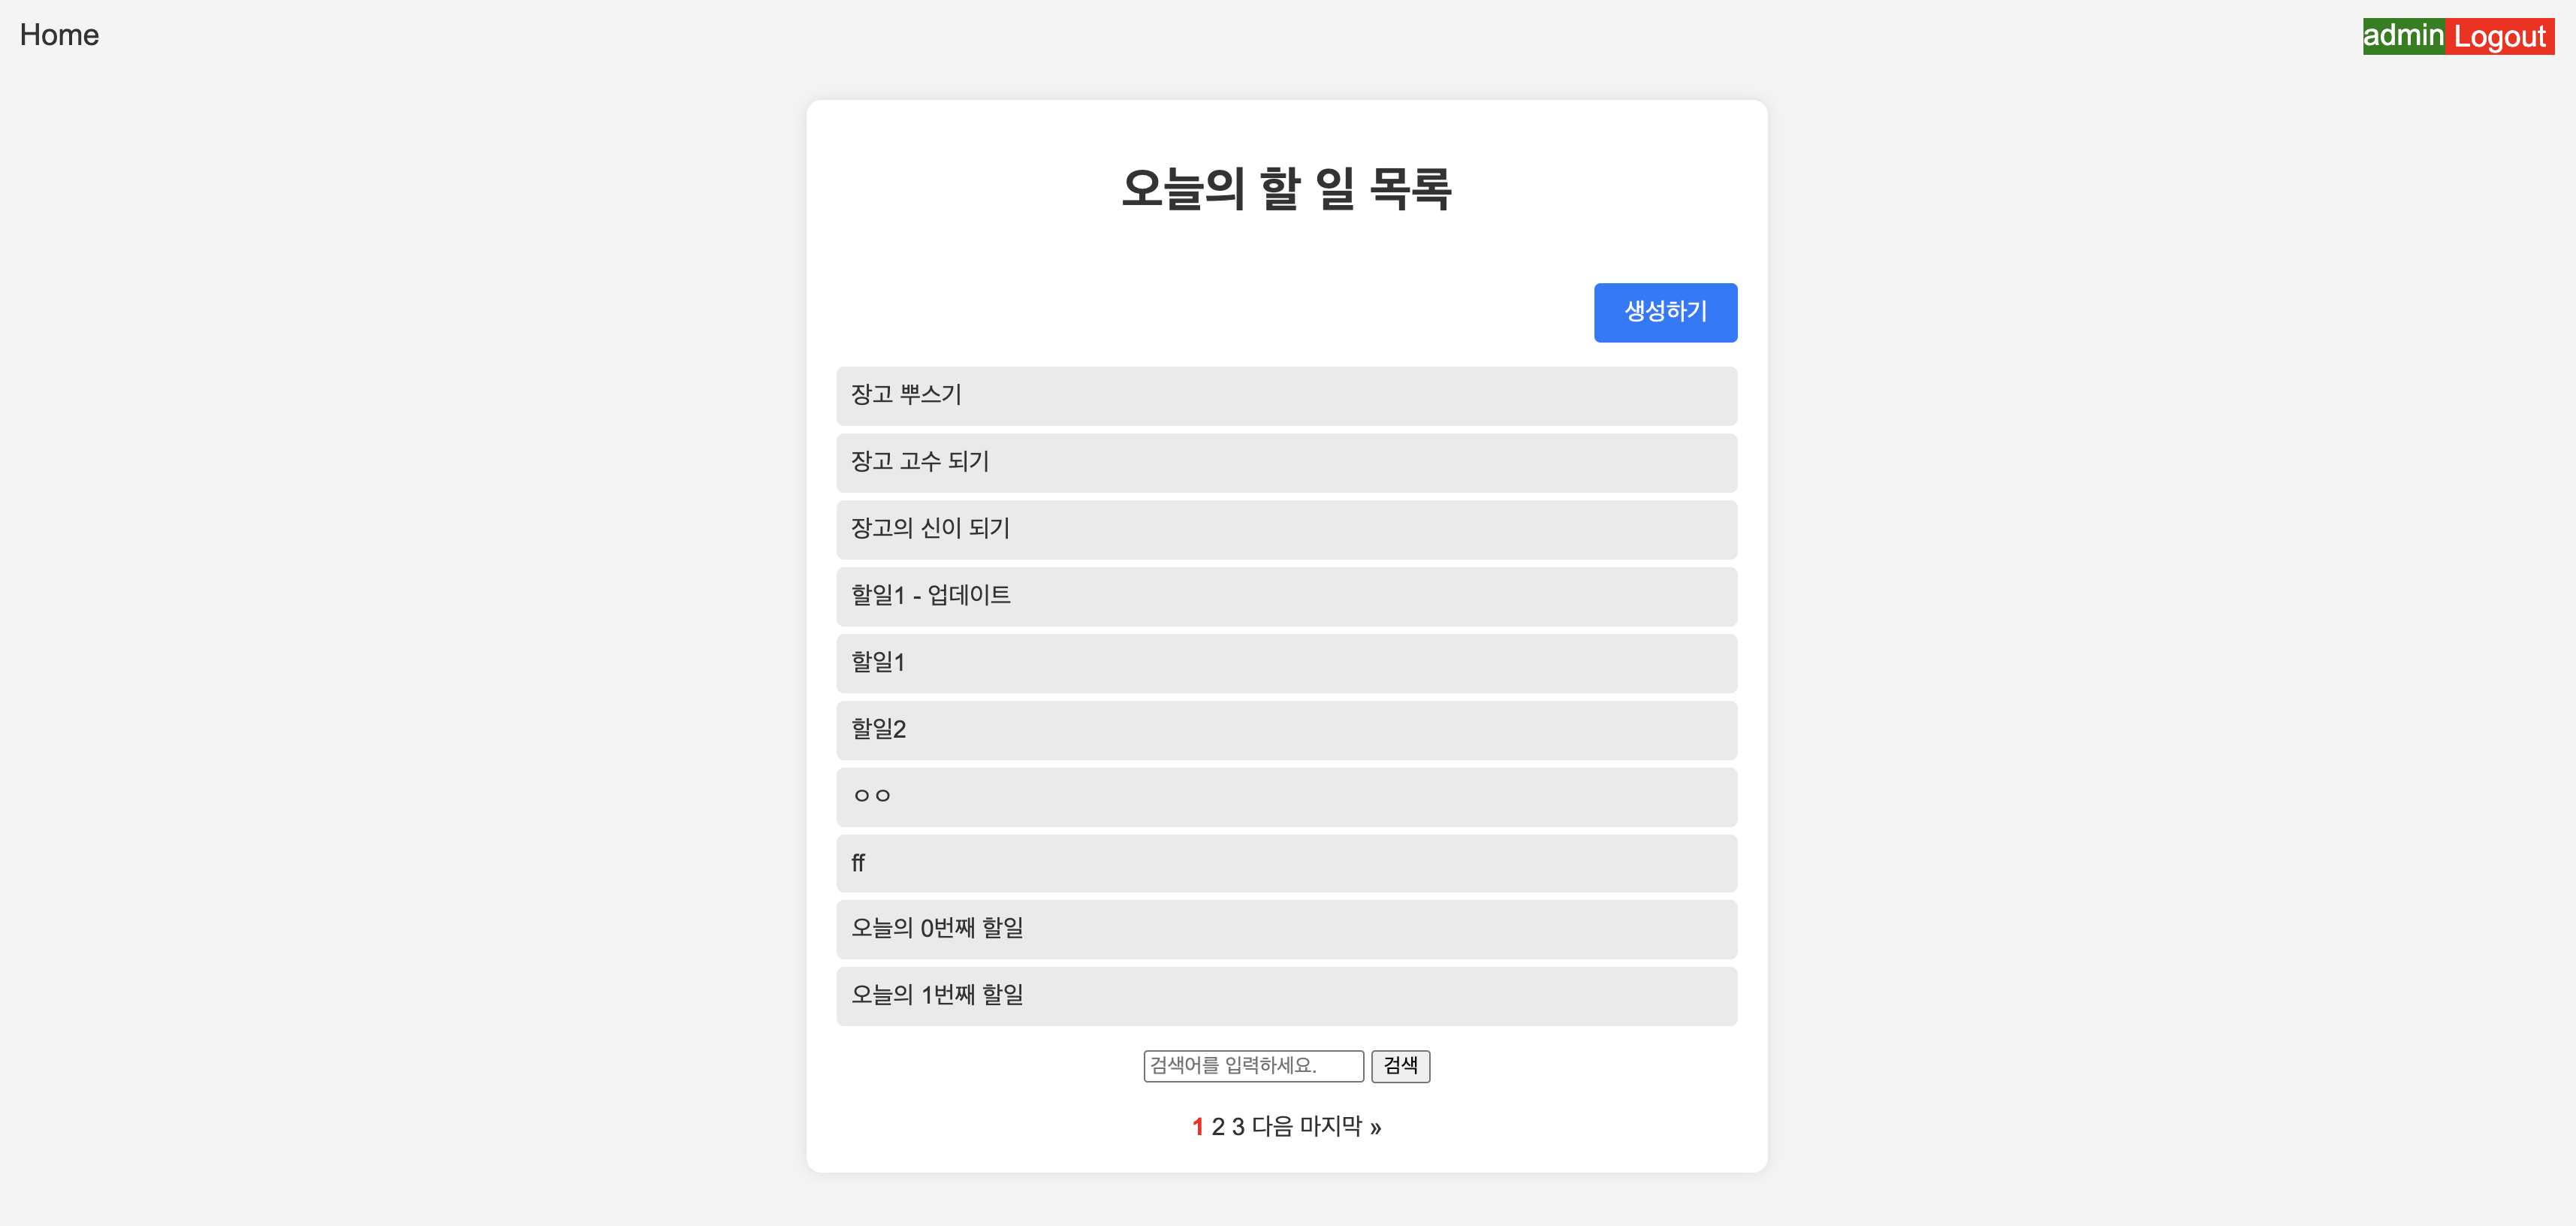 Home
admin Logout
오늘의 할 일 목록
생성하기
장고 뿌스기
장고 고수 되기
장고의 신이 되기
할일1 - 업데이트
할일1
할일2
ㅇㅇ
ff
오늘의 0번째 할일
오늘의 1번째 할일
검색어를 입력하세요. 검색
1 2 3 다음 마지막 »